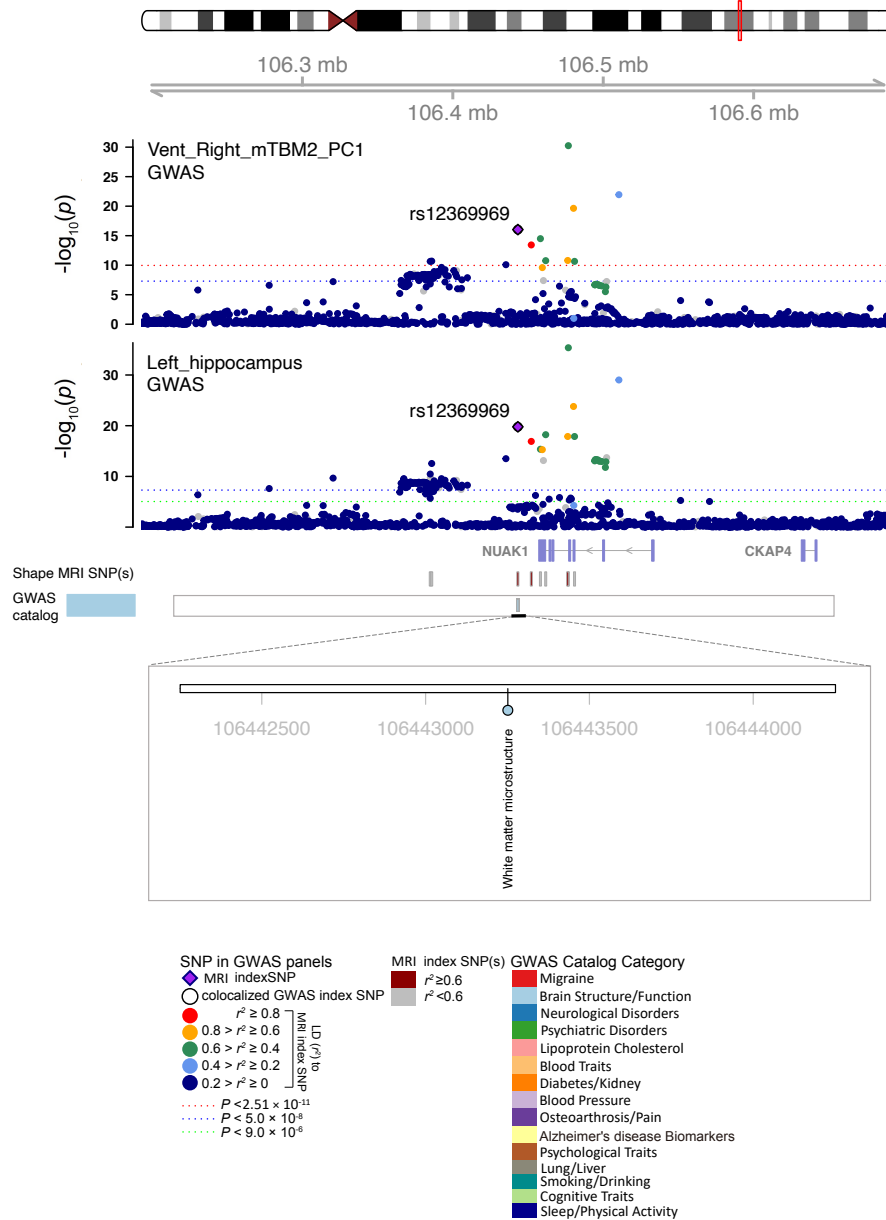 106.3 mb
106.5 mb
106.4 mb
106.6 mb
Vent_Right_mTBM2_PC1
GWAS
rs12369969
-log10(p)
30
25
20
15
10
5
0
Left_hippocampus
GWAS
rs12369969
-log10(p)
30
20
10
NUAK1
CKAP4
Shape MRI SNP(s)
GWAS
catalog
106442500
106443000
106443500
106444000
White matter microstructure
SNP in GWAS panels
MRI indexSNP
colocalized GWAS index SNP
r² ≥ 0.8
0.8 > r² ≥ 0.6
0.6 > r² ≥ 0.4
0.4 > r² ≥ 0.2
0.2 > r² ≥ 0
LD (r²) to
MRI index SNP
P <2.51 × 10⁻¹¹
P < 5.0 × 10⁻⁸
P < 9.0 × 10⁻⁶
MRI index SNP(s)
r²≥0.6
r²<0.6
GWAS Catalog Category
Migraine
Brain Structure/Function
Neurological Disorders
Psychiatric Disorders
Lipoprotein Cholesterol
Blood Traits
Diabetes/Kidney
Blood Pressure
Osteoarthrosis/Pain
Alzheimer's disease Biomarkers
Psychological Traits
Lung/Liver
Smoking/Drinking
Cognitive Traits
Sleep/Physical Activity